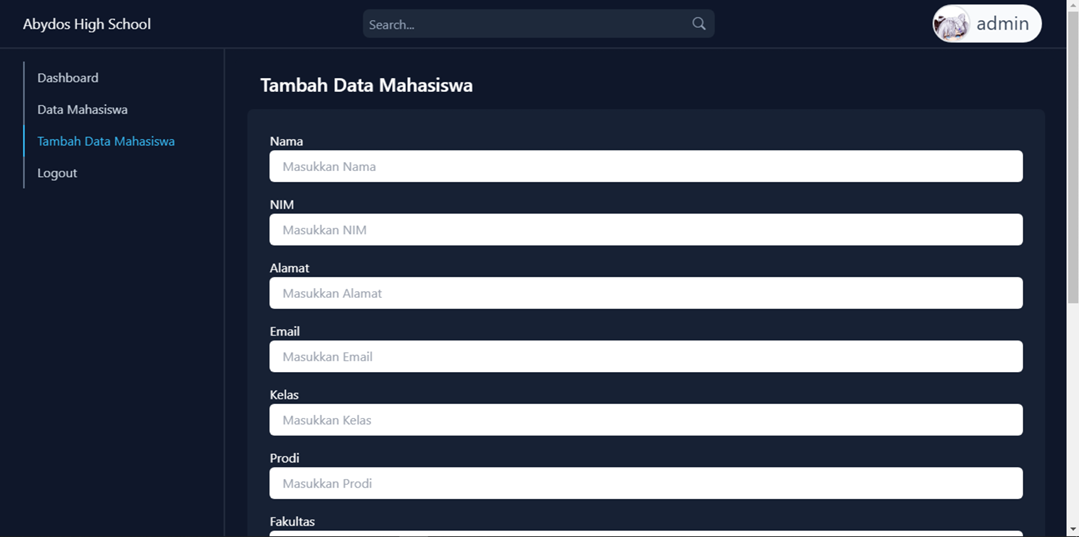 Abydos High School
Search...
admin
Dashboard
Data Mahasiswa
Tambah Data Mahasiswa
Logout
Tambah Data Mahasiswa
Nama
Masukkan Nama
NIM
Masukkan NIM
Alamat
Masukkan Alamat
Email
Masukkan Email
Kelas
Masukkan Kelas
Prodi
Masukkan Prodi
Fakultas